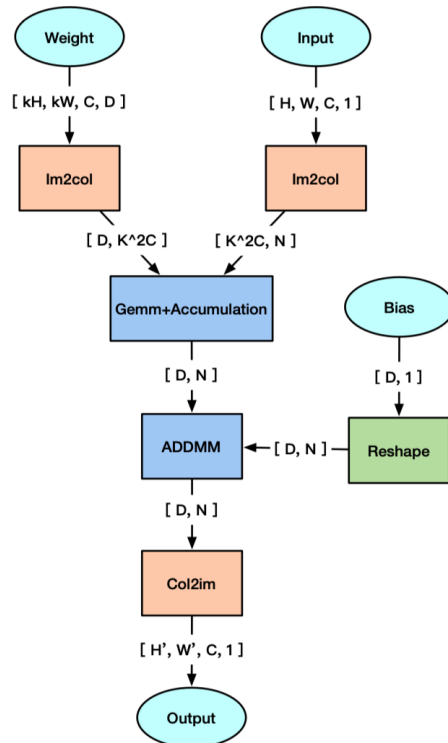 Weight
Input
[ kH, kW, C, D ]
[ H, W, C, 1 ]
Im2col
Im2col
[ D, K^2C ]
[ K^2C, N ]
Gemm+Accumulation
Bias
[ D, N ]
[ D, 1 ]
ADDMM
[ D, N ]
Reshape
[ D, N ]
Col2im
[ H’, W’, C, 1 ]
Output